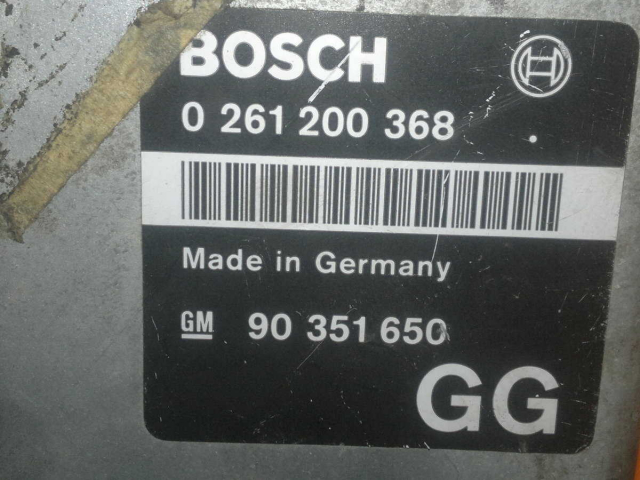 BOSCH
0 261 200 368
Made in Germany
GM 90 351 650
GG